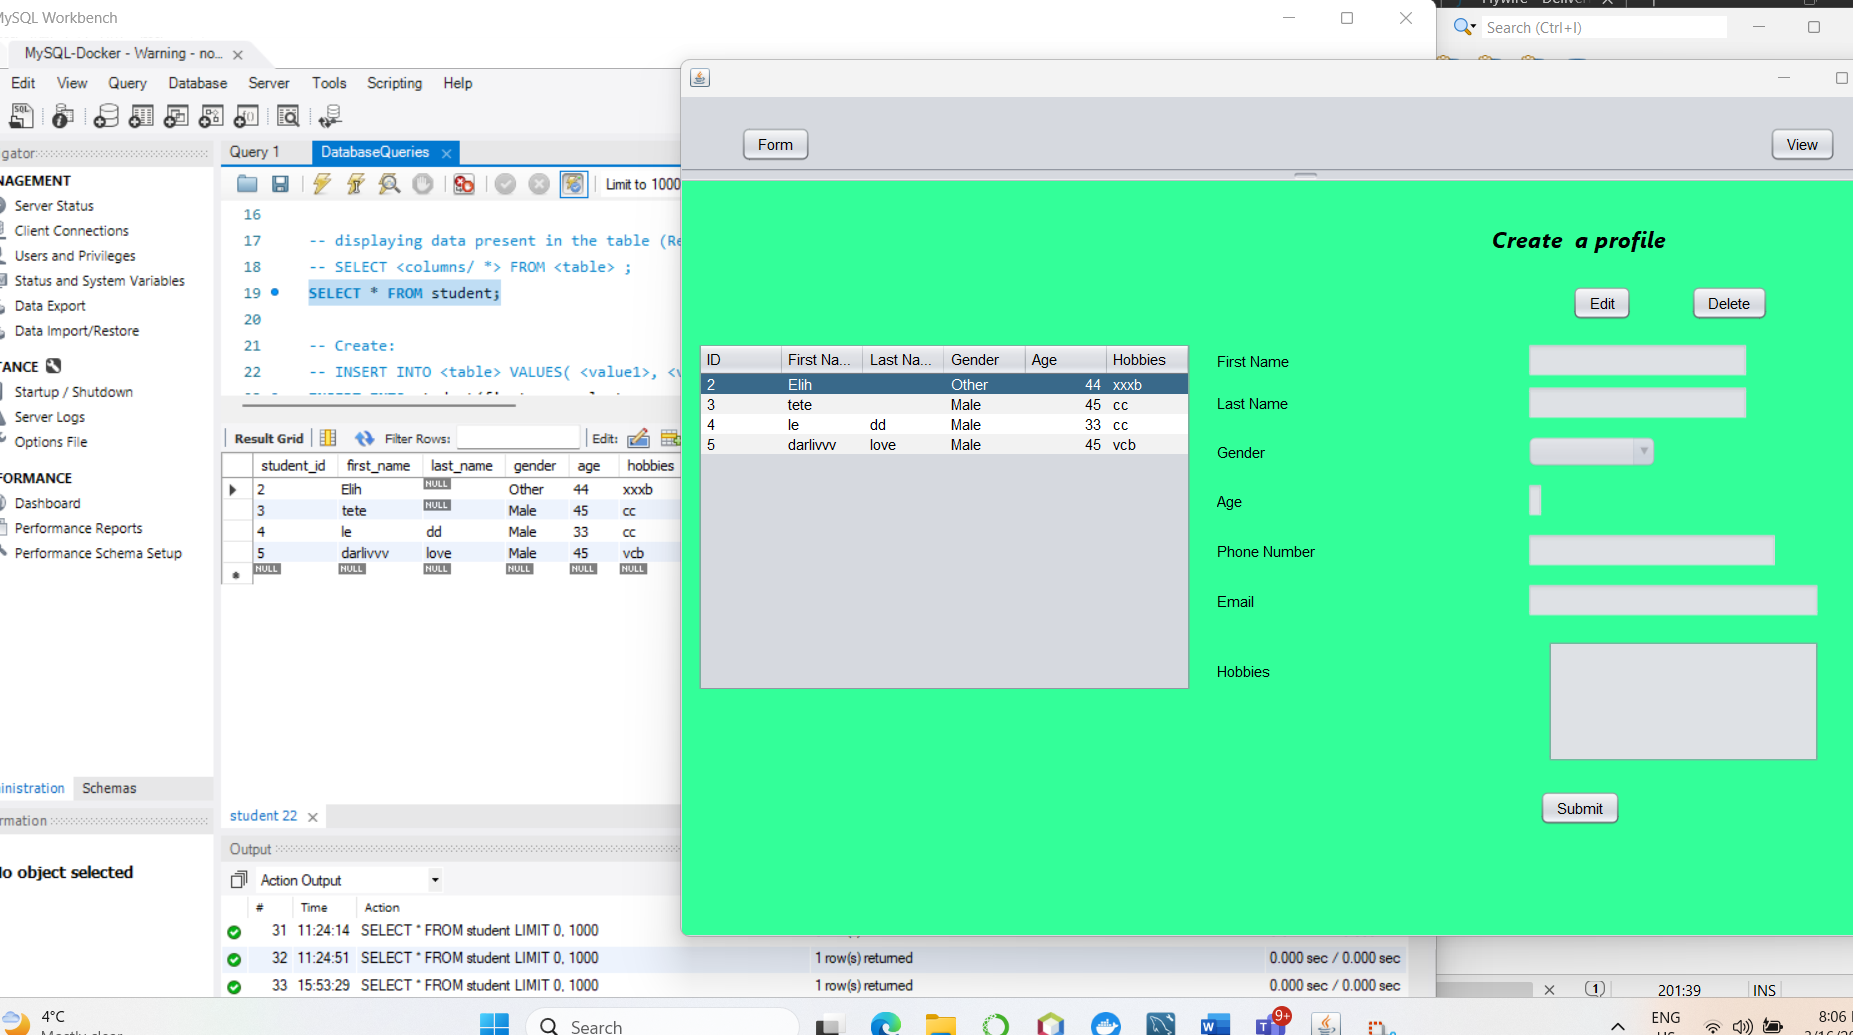 MySQL Workbench
MySQL-Docker - Warning - no...
Edit View Query Database Server Tools Scripting Help
Search (Ctrl+I)
Query 1
DatabaseQueries
Limit to 1000
Server Status
Client Connections
Users and Privileges
Status and System Variables
Data Export
Data Import/Restore
Startup / Shutdown
Server Logs
Options File
Dashboard
Performance Reports
Performance Schema Setup
16
17 -- displaying data present in the table (Re
18 -- SELECT <columns/ *> FROM <table> ;
19 SELECT * FROM student;
20
21 -- Create:
22 -- INSERT INTO <table> VALUES( <value1>, <v
Result Grid Filter Rows: Edit:
student_id first_name last_name gender age hobbies
2 Elih NULL Other 44 xxxb
3 tete NULL Male 45 cc
4 le dd Male 33 cc
5 darlivvv love Male 45 vcb
NULL NULL NULL NULL NULL NULL
Schemas
student 22
No object selected
Output
Action Output
# Time Action
31 11:24:14 SELECT * FROM student LIMIT 0, 1000
32 11:24:51 SELECT * FROM student LIMIT 0, 1000 1 row(s) returned 0.000 sec / 0.000 sec
33 15:53:29 SELECT * FROM student LIMIT 0, 1000 1 row(s) returned 0.000 sec / 0.000 sec
Form
View
Create a profile
Edit
Delete
ID First Na... Last Na... Gender Age Hobbies
2 Elih Other 44 xxxb
3 tete Male 45 cc
4 le dd Male 33 cc
5 darlivvv love Male 45 vcb
First Name
Last Name
Gender
Age
Phone Number
Email
Hobbies
Submit
(1) 201:39 INS
4°C
Search
9+
ENG
8:06